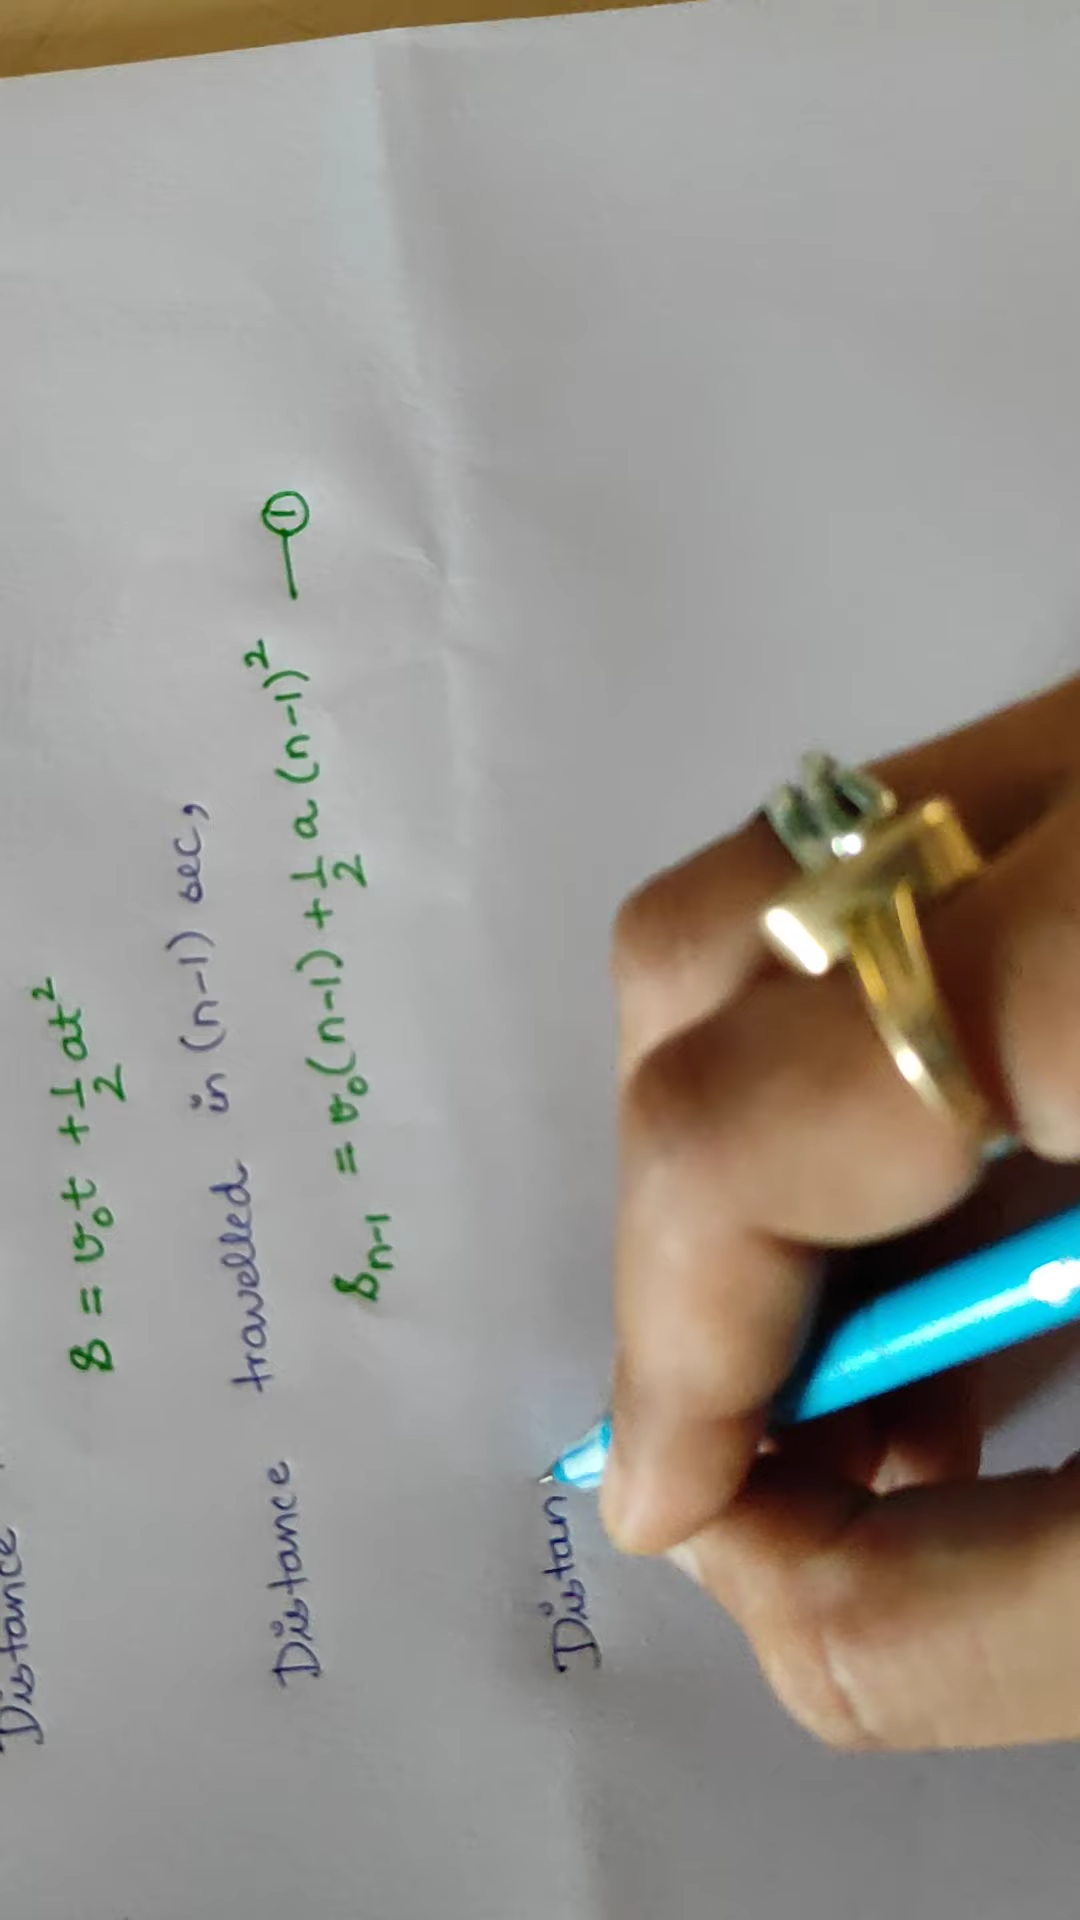 Distance
s = v₀t + 1/2 at²
Distance travelled in (n-1) sec,
sₙ₋₁ = v₀(n-1) + 1/2 a (n-1)² — ①
Distan